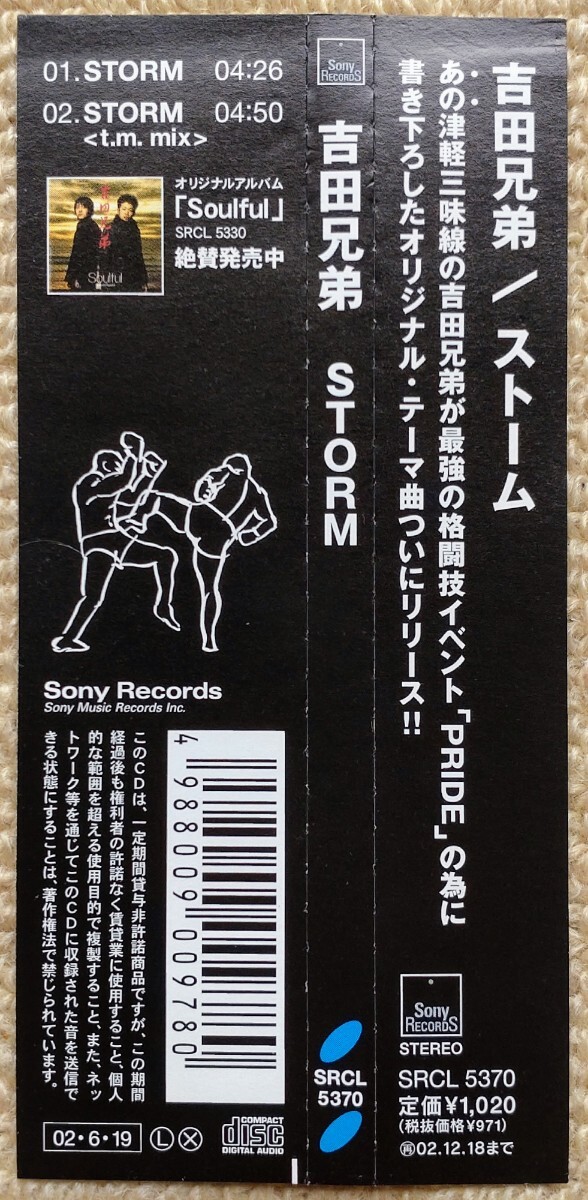 吉田兄弟 / ストーム
あの津軽三味線の吉田兄弟が最強の格闘技イベント「PRIDE」の為に
書き下ろしたオリジナル・テーマ曲ついにリリース!!
Sony
RECORDS
STEREO
SRCL 5370
定価¥1,020
(税抜価格¥971)
再02.12.18まで
Sony
RECORDS
吉田兄弟 STORM
SRCL
5370
01. STORM 04:26
02. STORM 04:50
<t.m. mix>
吉田兄弟
Soulful
オリジナルアルバム
「Soulful」
SRCL 5330
絶賛発売中
Sony Records
Sony Music Records Inc.
このCDは、一定期間貸与非許諾商品ですが、この期間
経過後も権利者の許諾なく賃貸業に使用すること、個人
的な範囲を超える使用目的で複製すること、また、ネッ
トワーク等を通じてこのCDに収録された音を送信で
きる状態にすることは、著作権法で禁じられています。
4 988009 009780
02・6・19
L
X
COMPACT
disc
DIGITAL AUDIO